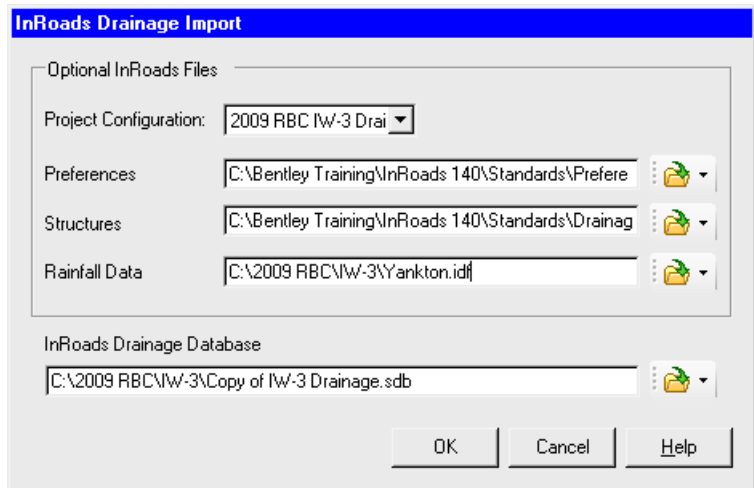 InRoads Drainage Import
Optional InRoads Files
Project Configuration: 2009 RBC IW-3 Drai
Preferences C:\Bentley Training\InRoads 140\Standards\Prefere
Structures C:\Bentley Training\InRoads 140\Standards\Drainag
Rainfall Data C:\2009 RBC\IW-3\Yankton.idf
InRoads Drainage Database
C:\2009 RBC\IW-3\Copy of IW-3 Drainage.sdb
OK Cancel Help